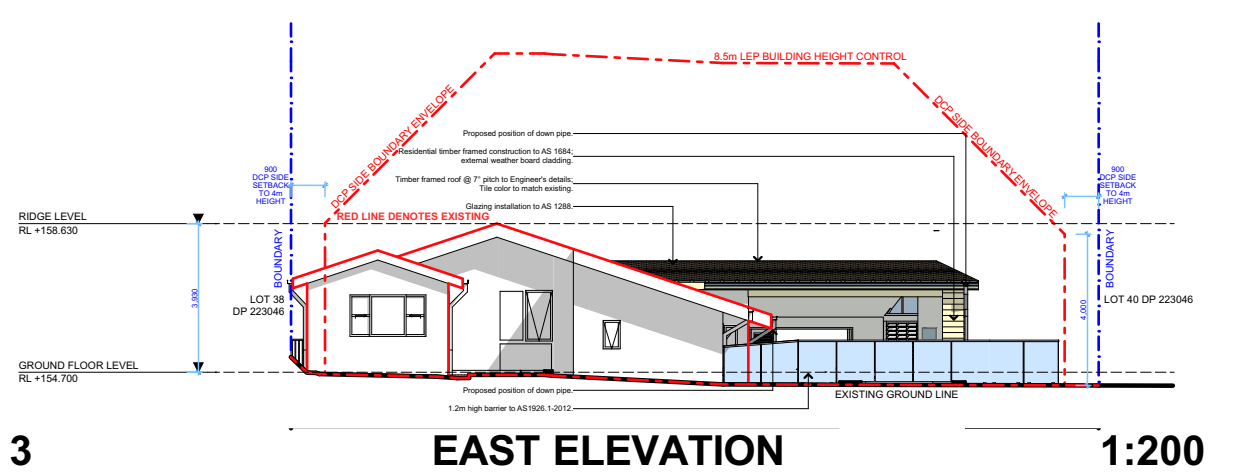 8.5m LEP BUILDING HEIGHT CONTROL
DCP SIDE BOUNDARY ENVELOPE
DCP SIDE BOUNDARY ENVELOPE
Proposed position of down pipe.
Residential timber framed construction to AS 1684;
external weather board cladding.
Timber framed roof @ 7° pitch to Engineer's details;
Tile color to match existing.
Glazing installation to AS 1288.
900
DCP SIDE
SETBACK
TO 4m
HEIGHT
900
DCP SIDE
SETBACK
TO 4m
HEIGHT
RED LINE DENOTES EXISTING
RIDGE LEVEL
RL +158.630
BOUNDARY
BOUNDARY
3,930
4,000
LOT 38
DP 223046
LOT 40 DP 223046
GROUND FLOOR LEVEL
RL +154.700
Proposed position of down pipe.
EXISTING GROUND LINE
1.2m high barrier to AS1926.1-2012.
3
EAST ELEVATION
1:200